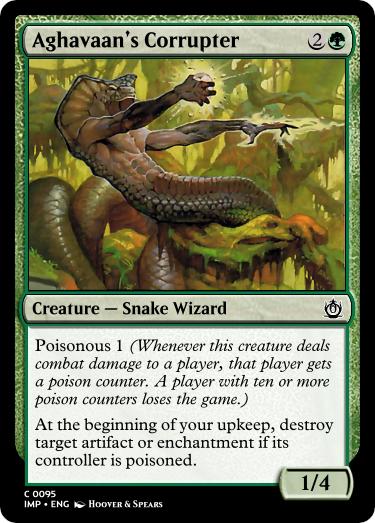 Aghavaan's Corrupter 2
Creature — Snake Wizard
Poisonous 1 (Whenever this creature deals
combat damage to a player, that player gets
a poison counter. A player with ten or more
poison counters loses the game.)
At the beginning of your upkeep, destroy
target artifact or enchantment if its
controller is poisoned.
1/4
C 0095
IMP • ENG Hoover & Spears